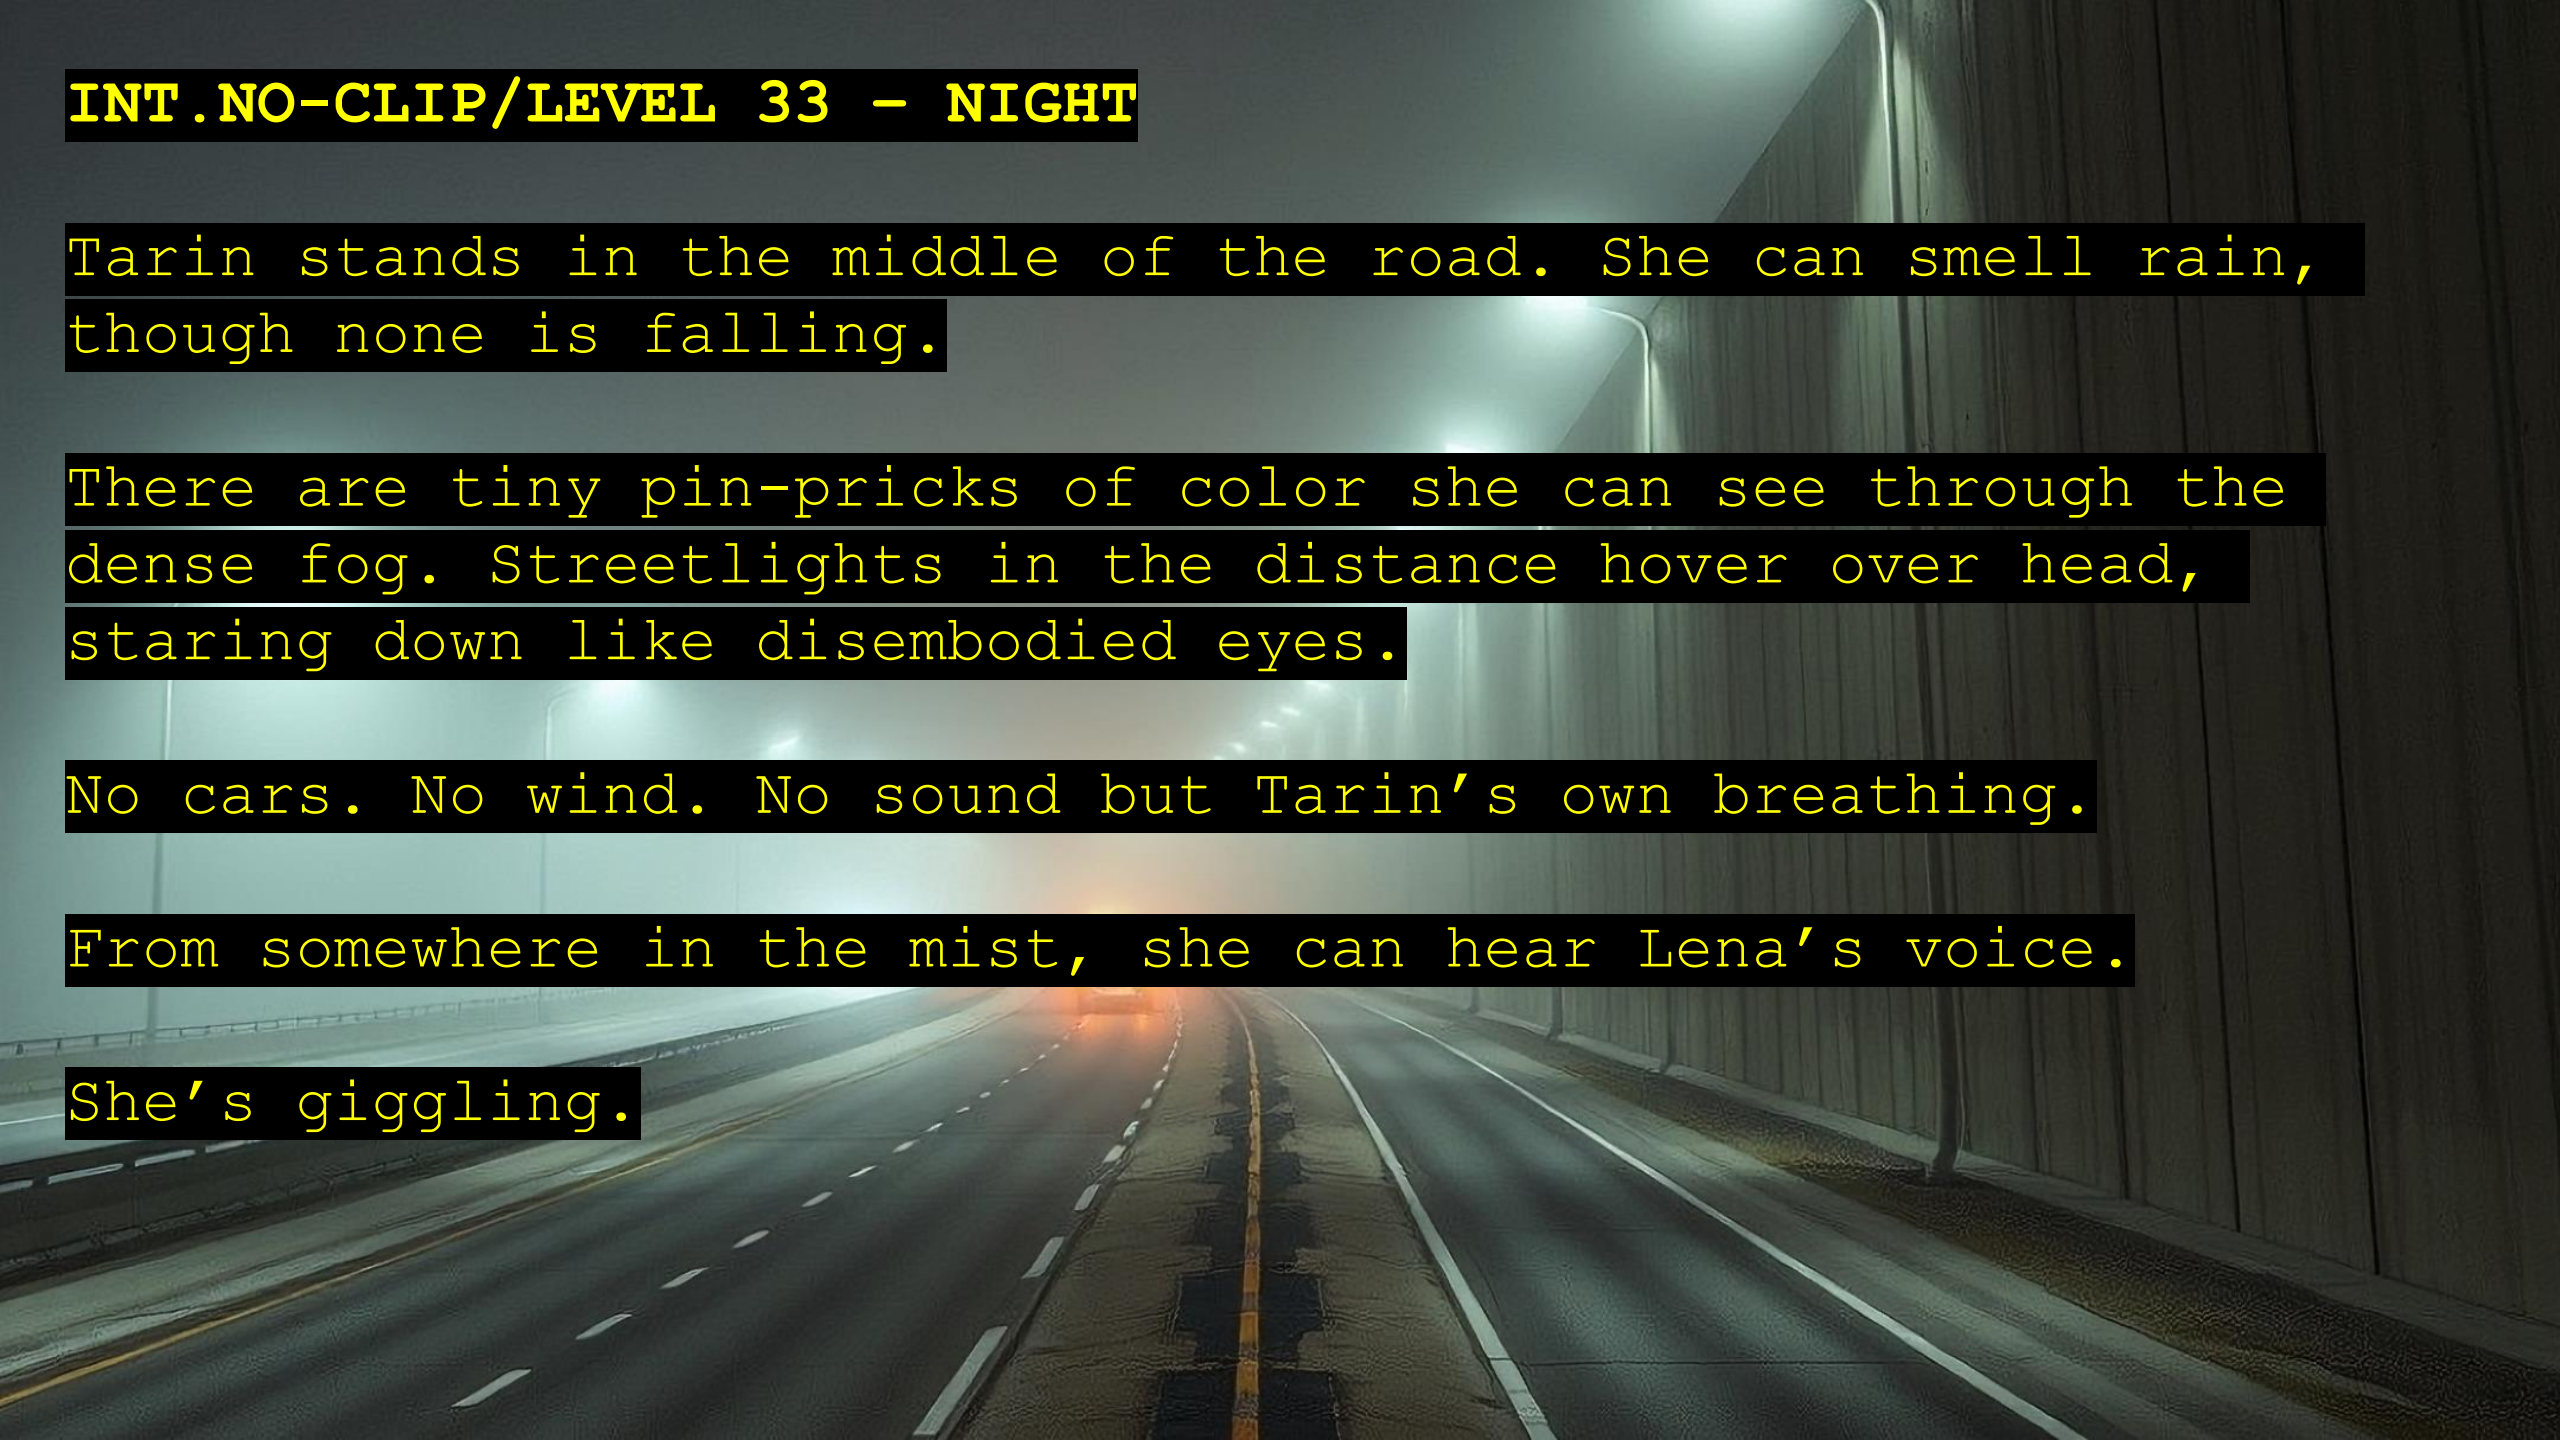 INT.NO-CLIP/LEVEL 33 – NIGHT
Tarin stands in the middle of the road. She can smell rain,
though none is falling.
There are tiny pin-pricks of color she can see through the
dense fog. Streetlights in the distance hover over head,
staring down like disembodied eyes.
No cars. No wind. No sound but Tarin’s own breathing.
From somewhere in the mist, she can hear Lena’s voice.
She’s giggling.